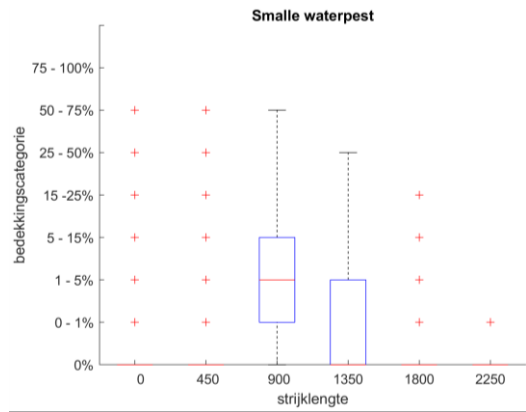 Smalle waterpest
75 - 100%
50 - 75%
25 - 50%
15 -25%
5 - 15%
1 - 5%
0 - 1%
0%
bedekkingscategorie
0 450 900 1350 1800 2250
strijklengte